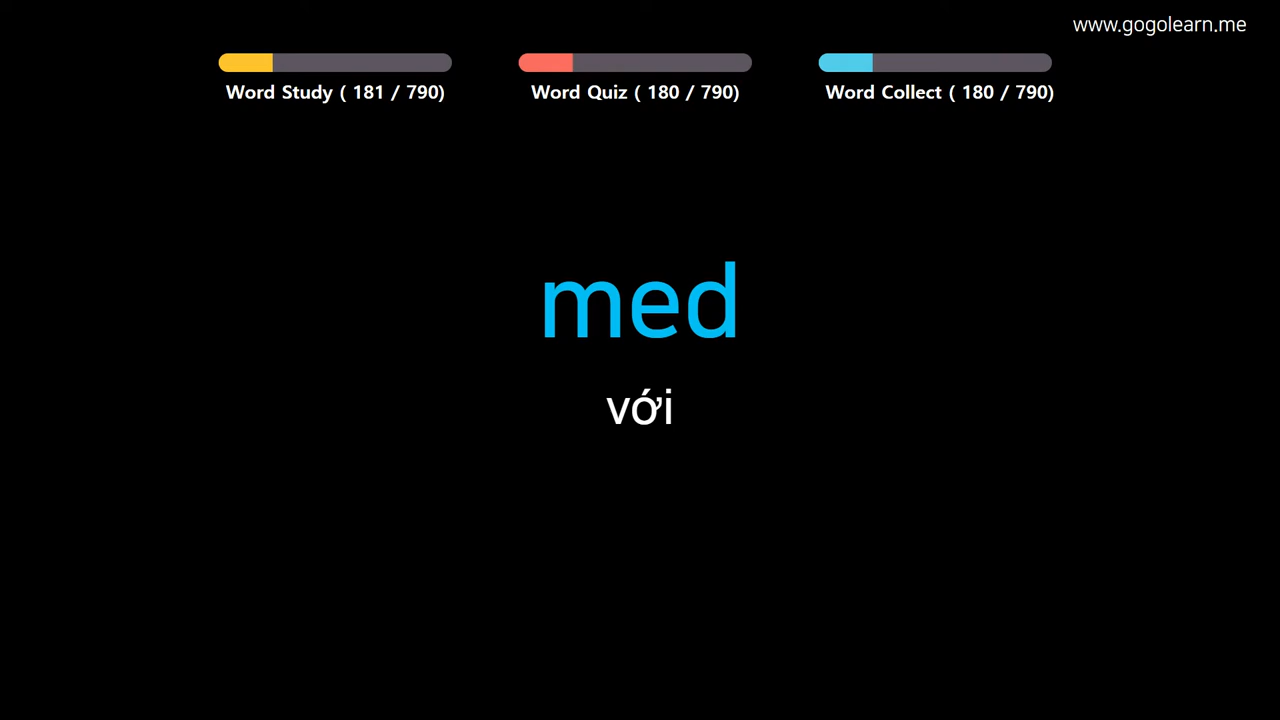 www.gogolearn.me
Word Study ( 181 / 790)
Word Quiz ( 180 / 790)
Word Collect ( 180 / 790)
med
với